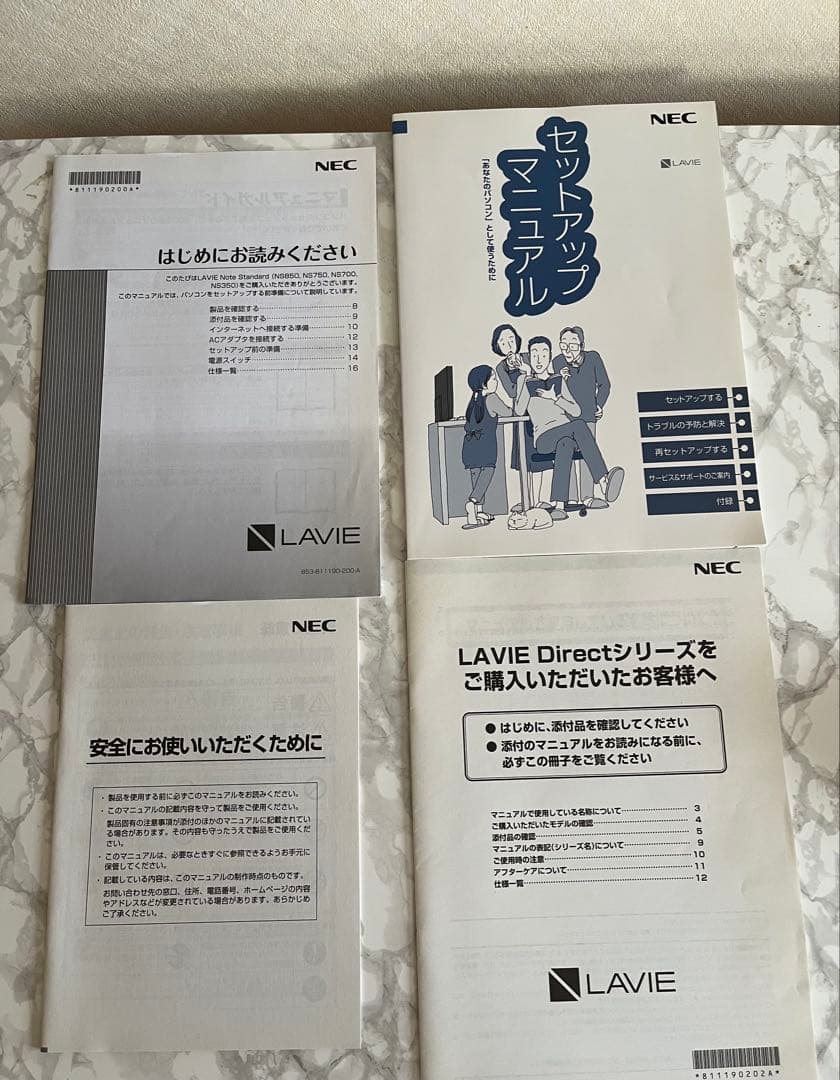 NEC
*811190200A*
はじめにお読みください
このたびはLAVIE Note Standard (NS850, NS750, NS700,
NS350)をご購入いただきありがとうございます。
このマニュアルでは、パソコンをセットアップする前準備について説明しています。
製品を確認する 8
添付品を確認する 9
インターネットへ接続する準備 10
ACアダプタを接続する 12
セットアップ前の準備 13
電源スイッチ 14
仕様一覧 16
LAVIE
853-811190-200.A
NEC
LAVIE
セットアップ
マニュアル
「あなたのパソコン」として使うために
セットアップする
トラブルの予防と解決
再セットアップする
サービス&サポートのご案内
付録
NEC
安全にお使いいただくために
・製品を使用する前に必ずこのマニュアルをお読みください。
・このマニュアルの記載内容を守って製品をご使用ください。
製品固有の注意事項が添付のほかのマニュアルに記載されてい
る場合があります。その内容も守ったうえで製品をご使用くだ
さい。
・このマニュアルは、必要なときすぐに参照できるようお手元に
保管してください。
・記載している内容は、このマニュアルの制作時点のものです。
お問い合わせ先の窓口、住所、電話番号、ホームページの内容
やアドレスなどが変更されている場合があります。あらかじめ
ご了承ください。
NEC
LAVIE Directシリーズを
ご購入いただいたお客様へ
● はじめに、添付品を確認してください
● 添付のマニュアルをお読みになる前に、
必ずこの冊子をご覧ください
マニュアルで使用している名称について 3
ご購入いただいたモデルの確認 4
添付品の確認 5
マニュアルの表記(シリーズ名)について 9
ご使用時の注意 10
アフターケアについて 11
仕様一覧 12
LAVIE
*811190202A*